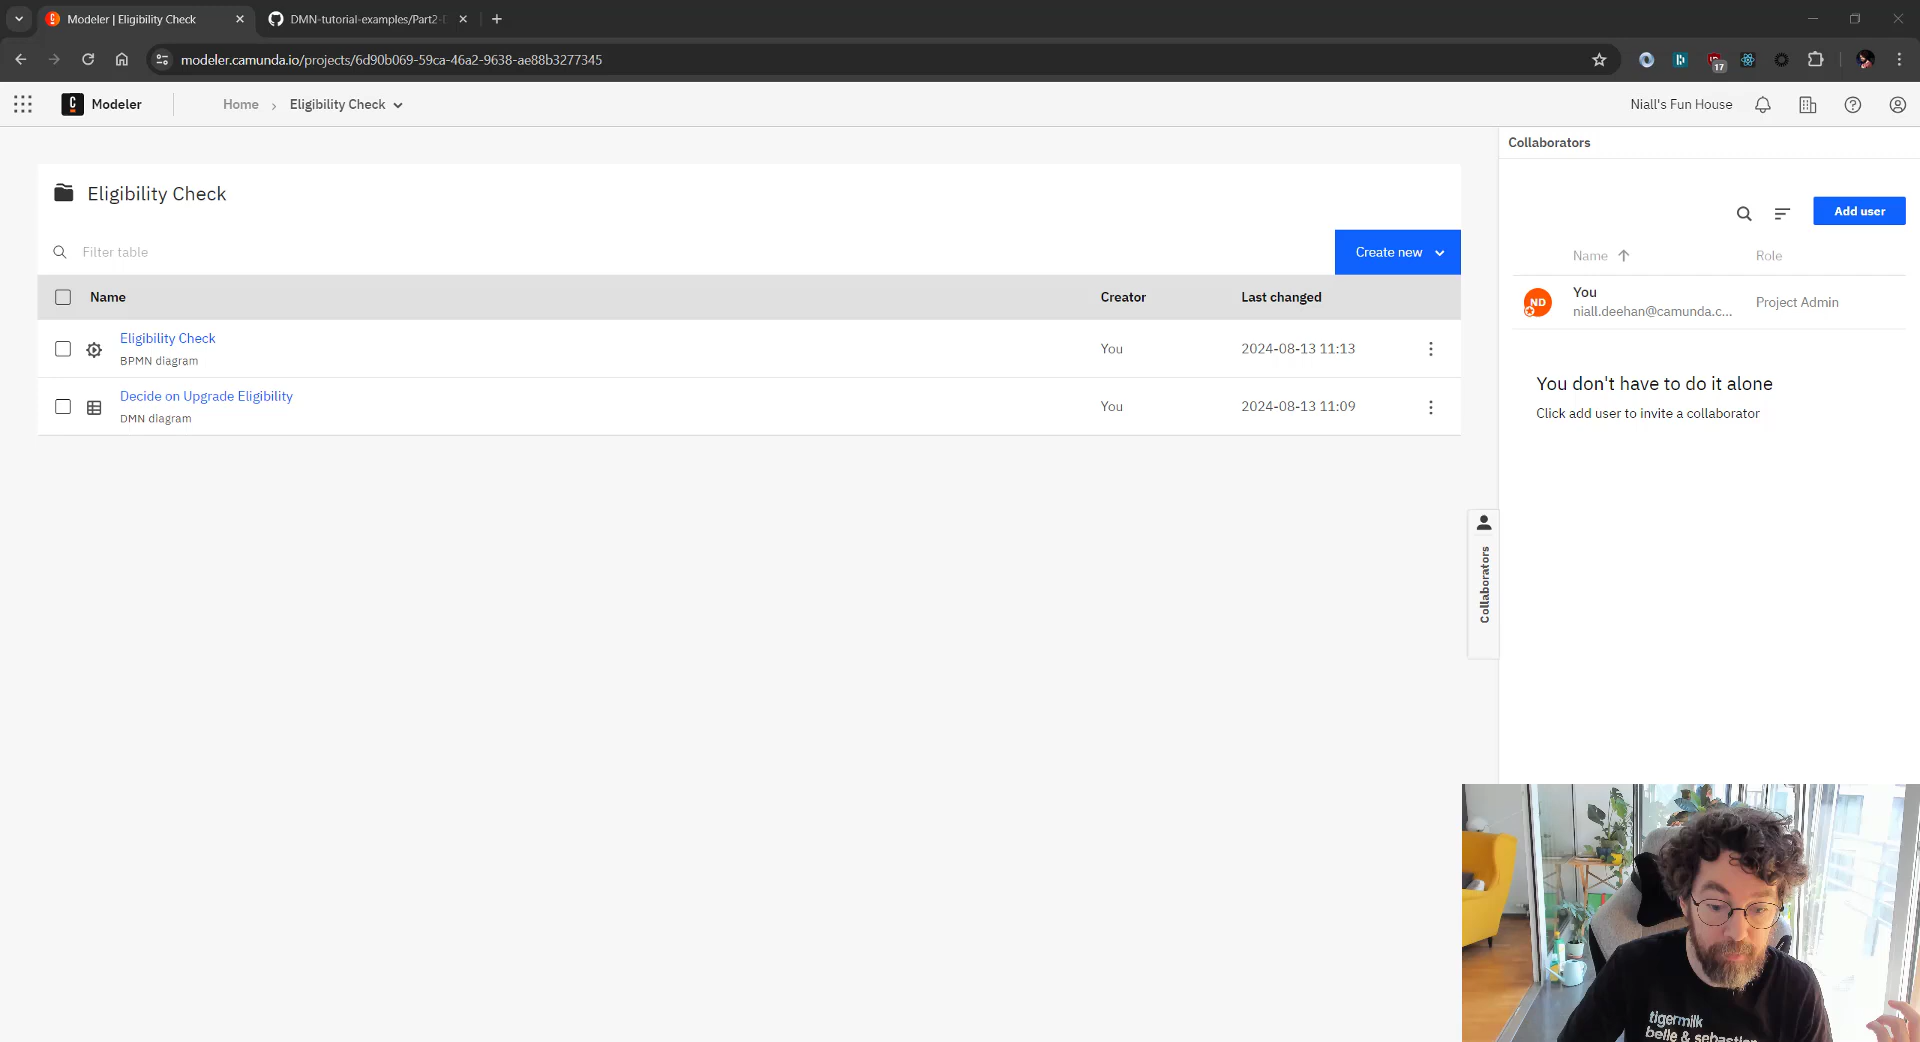 Modeler | Eligibility Check
DMN-tutorial-examples/Part2-
modeler.camunda.io/projects/6d90b069-59ca-46a2-9638-ae88b3277345
17
C Modeler
Home > Eligibility Check
Niall's Fun House
Collaborators
Eligibility Check
Filter table
Create new
Add user
Name
Role
Name
Creator
Last changed
ND
You
niall.deehan@camunda.c...
Project Admin
Eligibility Check
BPMN diagram
You
2024-08-13 11:13
Decide on Upgrade Eligibility
DMN diagram
You
2024-08-13 11:09
You don't have to do it alone
Click add user to invite a collaborator
Collaborators
tigermilk
belle & sebastian